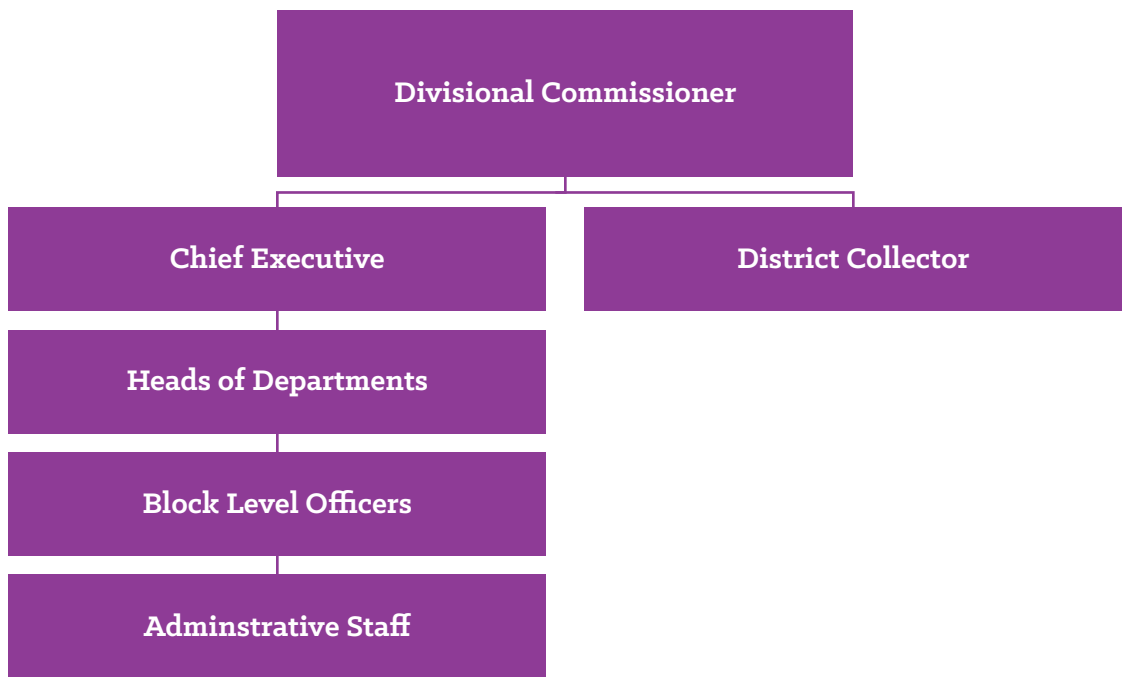 Divisional Commissioner
Chief Executive
District Collector
Heads of Departments
Block Level Officers
Adminstrative Staff